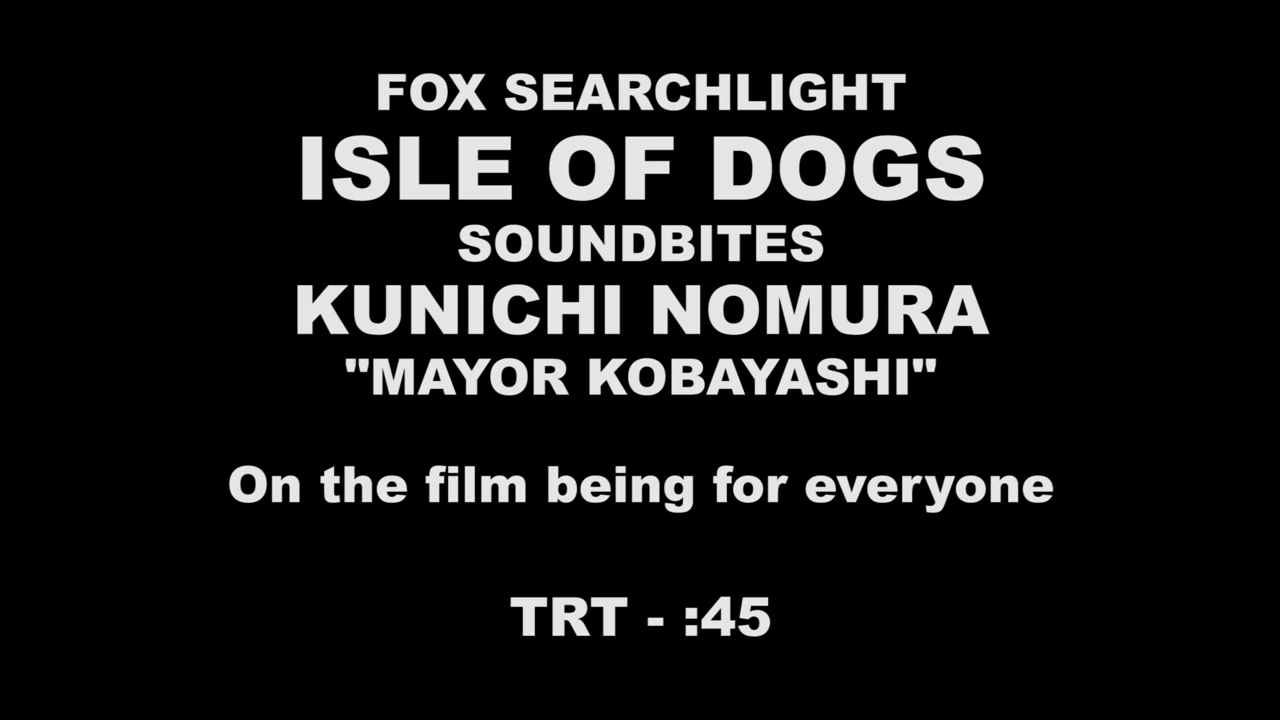 FOX SEARCHLIGHT
ISLE OF DOGS
SOUNDBITES
KUNICHI NOMURA
"MAYOR KOBAYASHI"
On the film being for everyone
TRT - :45